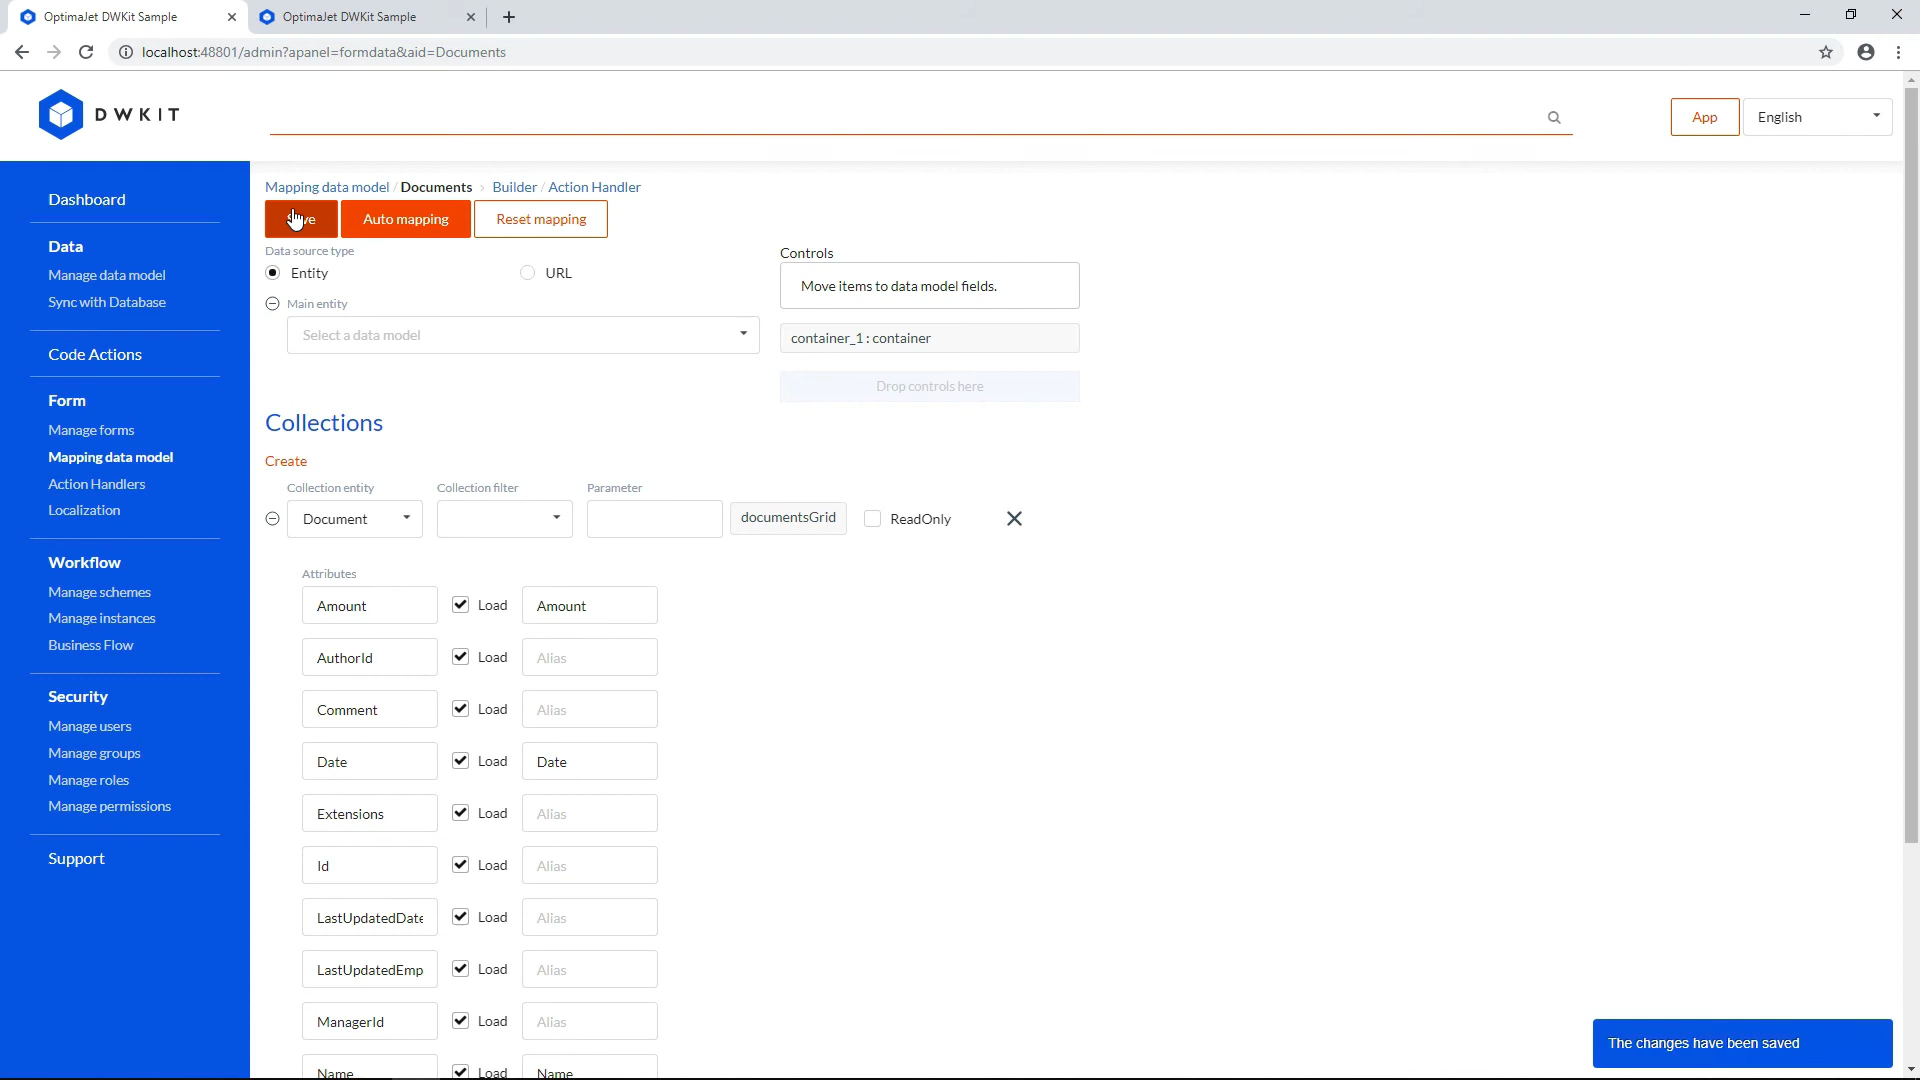 OptimaJet DWKit Sample
OptimaJet DWKit Sample
localhost:48801/admin?apanel=formdata&aid=Documents
DWKIT
App
English
Dashboard
Data
Manage data model
Sync with Database
Code Actions
Form
Manage forms
Mapping data model
Action Handlers
Localization
Workflow
Manage schemes
Manage instances
Business Flow
Security
Manage users
Manage groups
Manage roles
Manage permissions
Support
Mapping data model / Documents > Builder / Action Handler
Auto mapping
Reset mapping
Data source type
Entity
URL
Main entity
Select a data model
Controls
Move items to data model fields.
container_1 : container
Drop controls here
Collections
Create
Collection entity
Collection filter
Parameter
Document
documentsGrid
ReadOnly
Attributes
Amount Load Amount
AuthorId Load Alias
Comment Load Alias
Date Load Date
Extensions Load Alias
Id Load Alias
LastUpdatedDate Load Alias
LastUpdatedEmp Load Alias
ManagerId Load Alias
Name Load Name
The changes have been saved